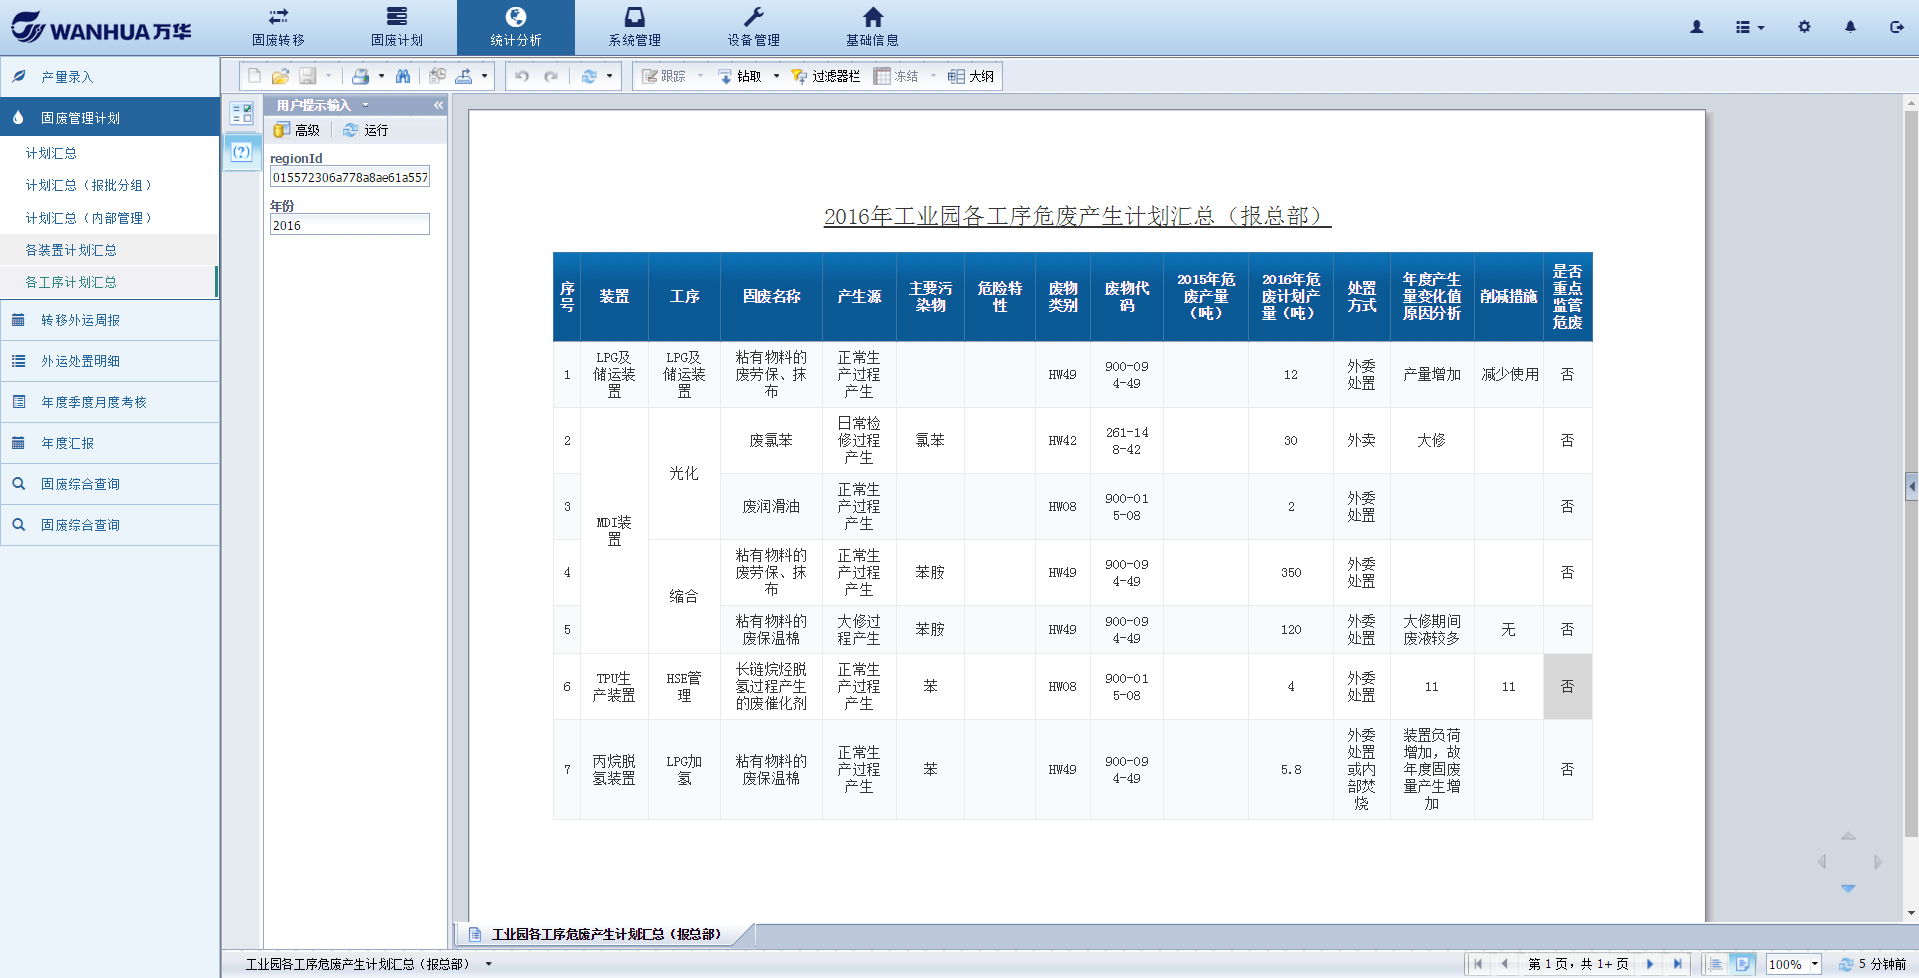 WANHUA 万华
固废转移
固废计划
统计分析
系统管理
设备管理
基础信息
产量录入
固废管理计划
计划汇总
计划汇总（报批分组）
计划汇总（内部管理）
各装置计划汇总
各工序计划汇总
转移外运周报
外运处置明细
年度季度月度考核
年度汇报
固废综合查询
固废综合查询
跟踪 钻取 过滤器栏 冻结 大纲
用户提示输入
高级 运行
regionId
015572306a778a8ae61a557
年份
2016
2016年工业园各工序危废产生计划汇总（报总部）
序号 装置 工序 固废名称 产生源 主要污染物 危险特性 废物类别 废物代码 2015年危废产量（吨） 2016年危废计划产量（吨） 处置方式 年度产生量变化值原因分析 削减措施 是否重点监管危废
1 LPG及储运装置 LPG及储运装置 粘有物料的废劳保、抹布 正常生产过程产生 HW49 900-094-49 12 外委处置 产量增加 减少使用 否
2 MDI装置 光化 废氯苯 日常检修过程产生 氯苯 HW42 261-148-42 30 外卖 大修 否
3 废润滑油 正常生产过程产生 HW08 900-015-08 2 外委处置 否
4 缩合 粘有物料的废劳保、抹布 正常生产过程产生 苯胺 HW49 900-094-49 350 外委处置 否
5 粘有物料的废保温棉 大修过程产生 苯胺 HW49 900-094-49 120 外委处置 大修期间废液较多 无 否
6 TPU生产装置 HSE管理 长链烷烃脱氢过程产生的废催化剂 正常生产过程产生 苯 HW08 900-015-08 4 外委处置 11 11 否
7 丙烷脱氢装置 LPG加氢 粘有物料的废保温棉 正常生产过程产生 苯 HW49 900-094-49 5.8 外委处置或内部焚烧 装置负荷增加，故年度固废量产生增加 否
工业园各工序危废产生计划汇总（报总部）
工业园各工序危废产生计划汇总（报总部）
第 1 页，共 1+ 页
100%
5 分钟前